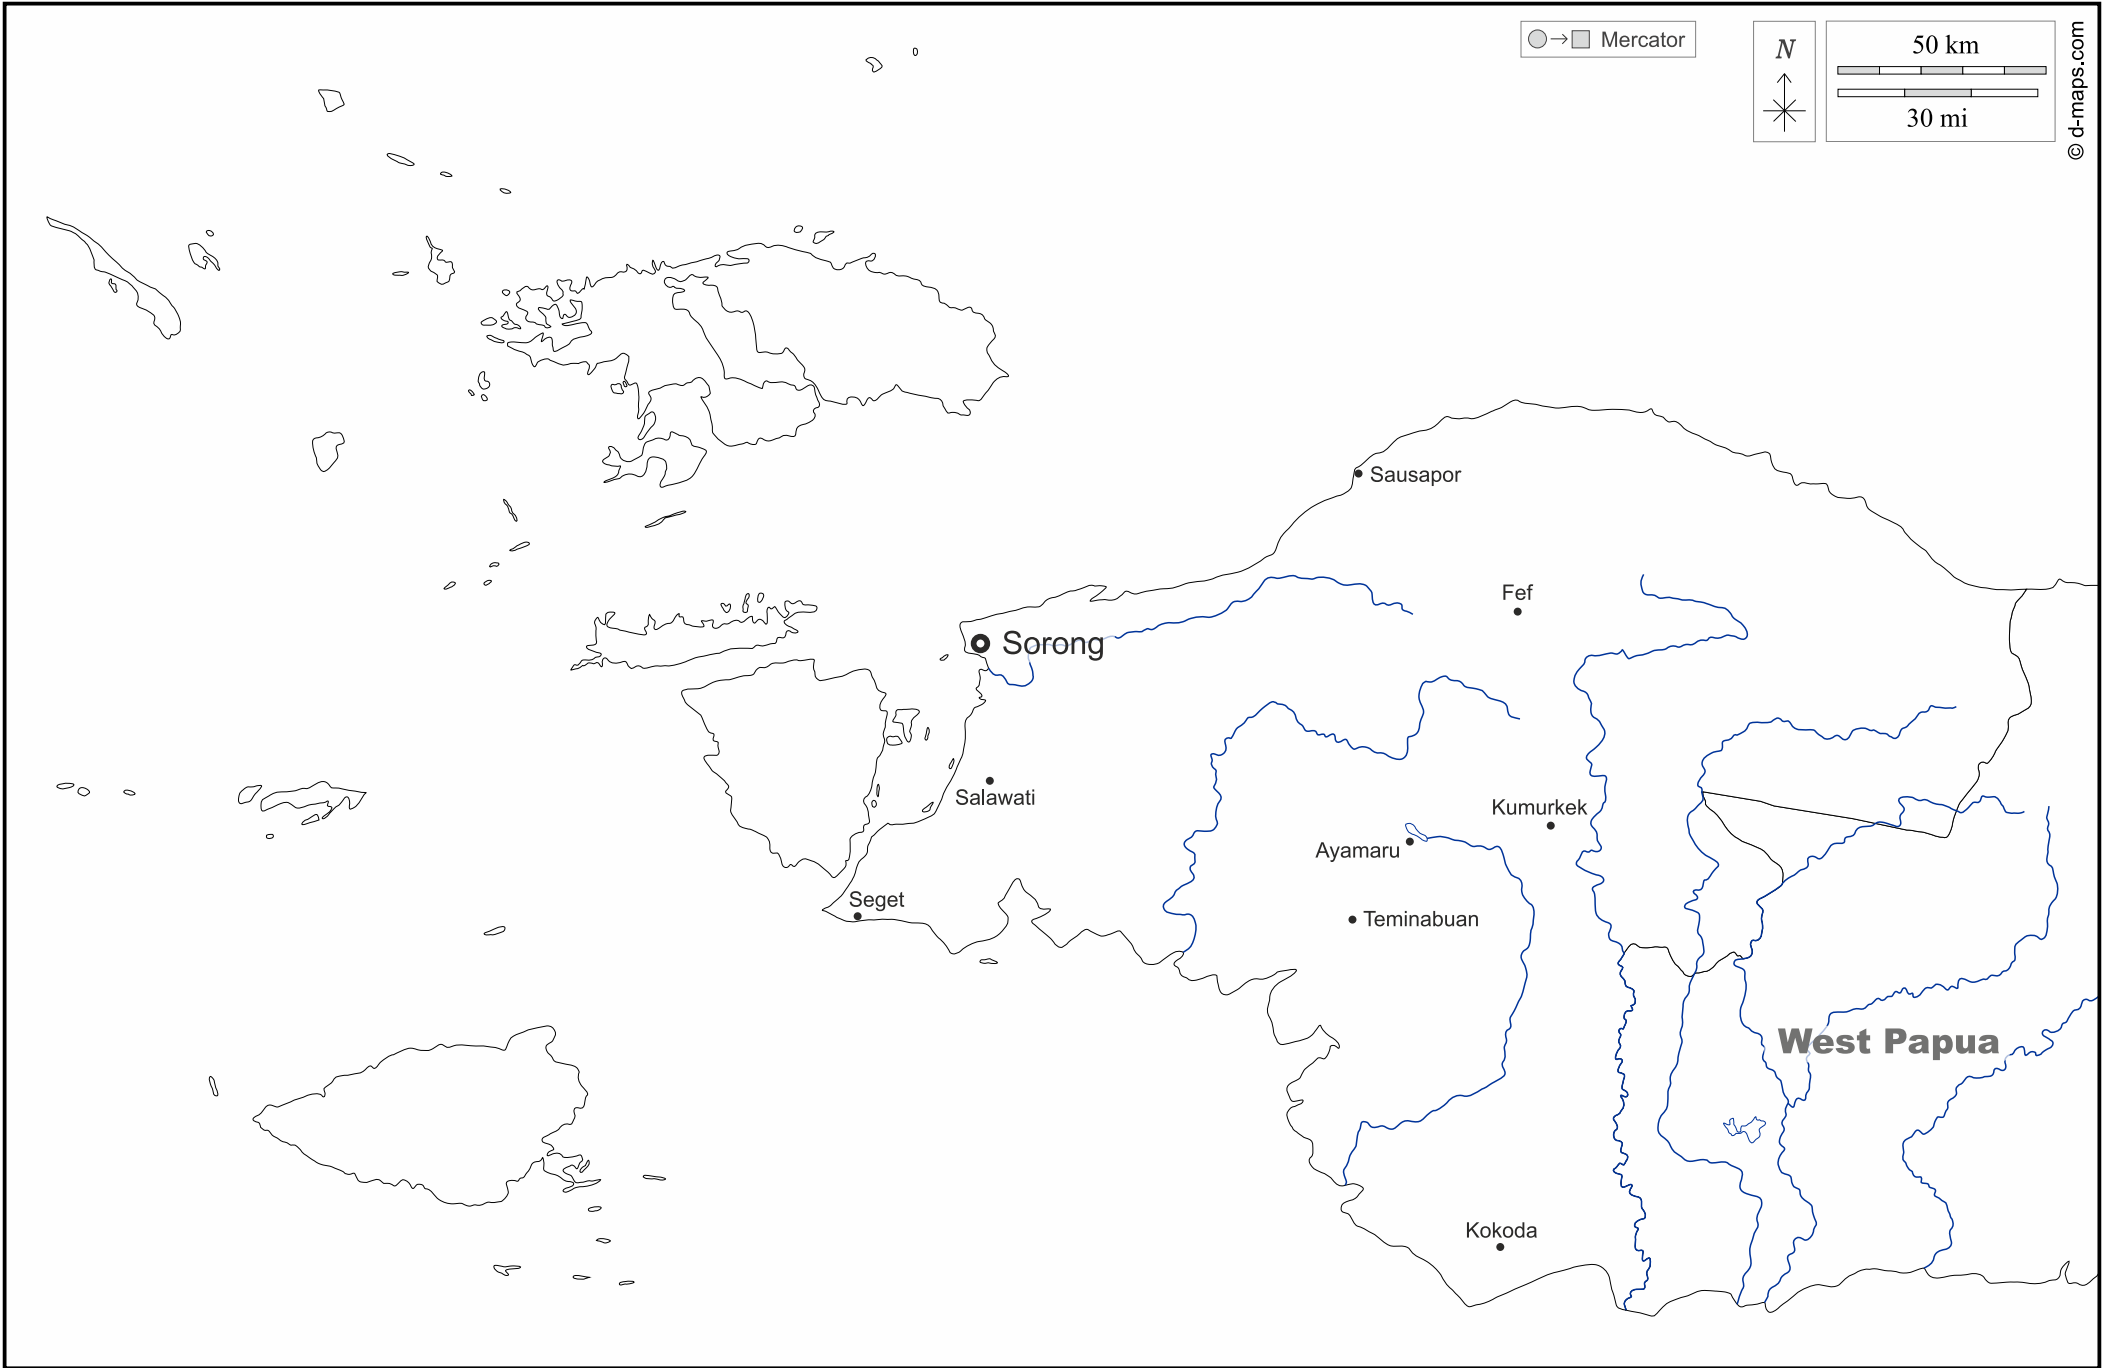 Mercator
N
50 km
30 mi
© d-maps.com
Sausapor
Fef
Sorong
Salawati
Kumurkek
Ayamaru
Seget
Teminabuan
West Papua
Kokoda